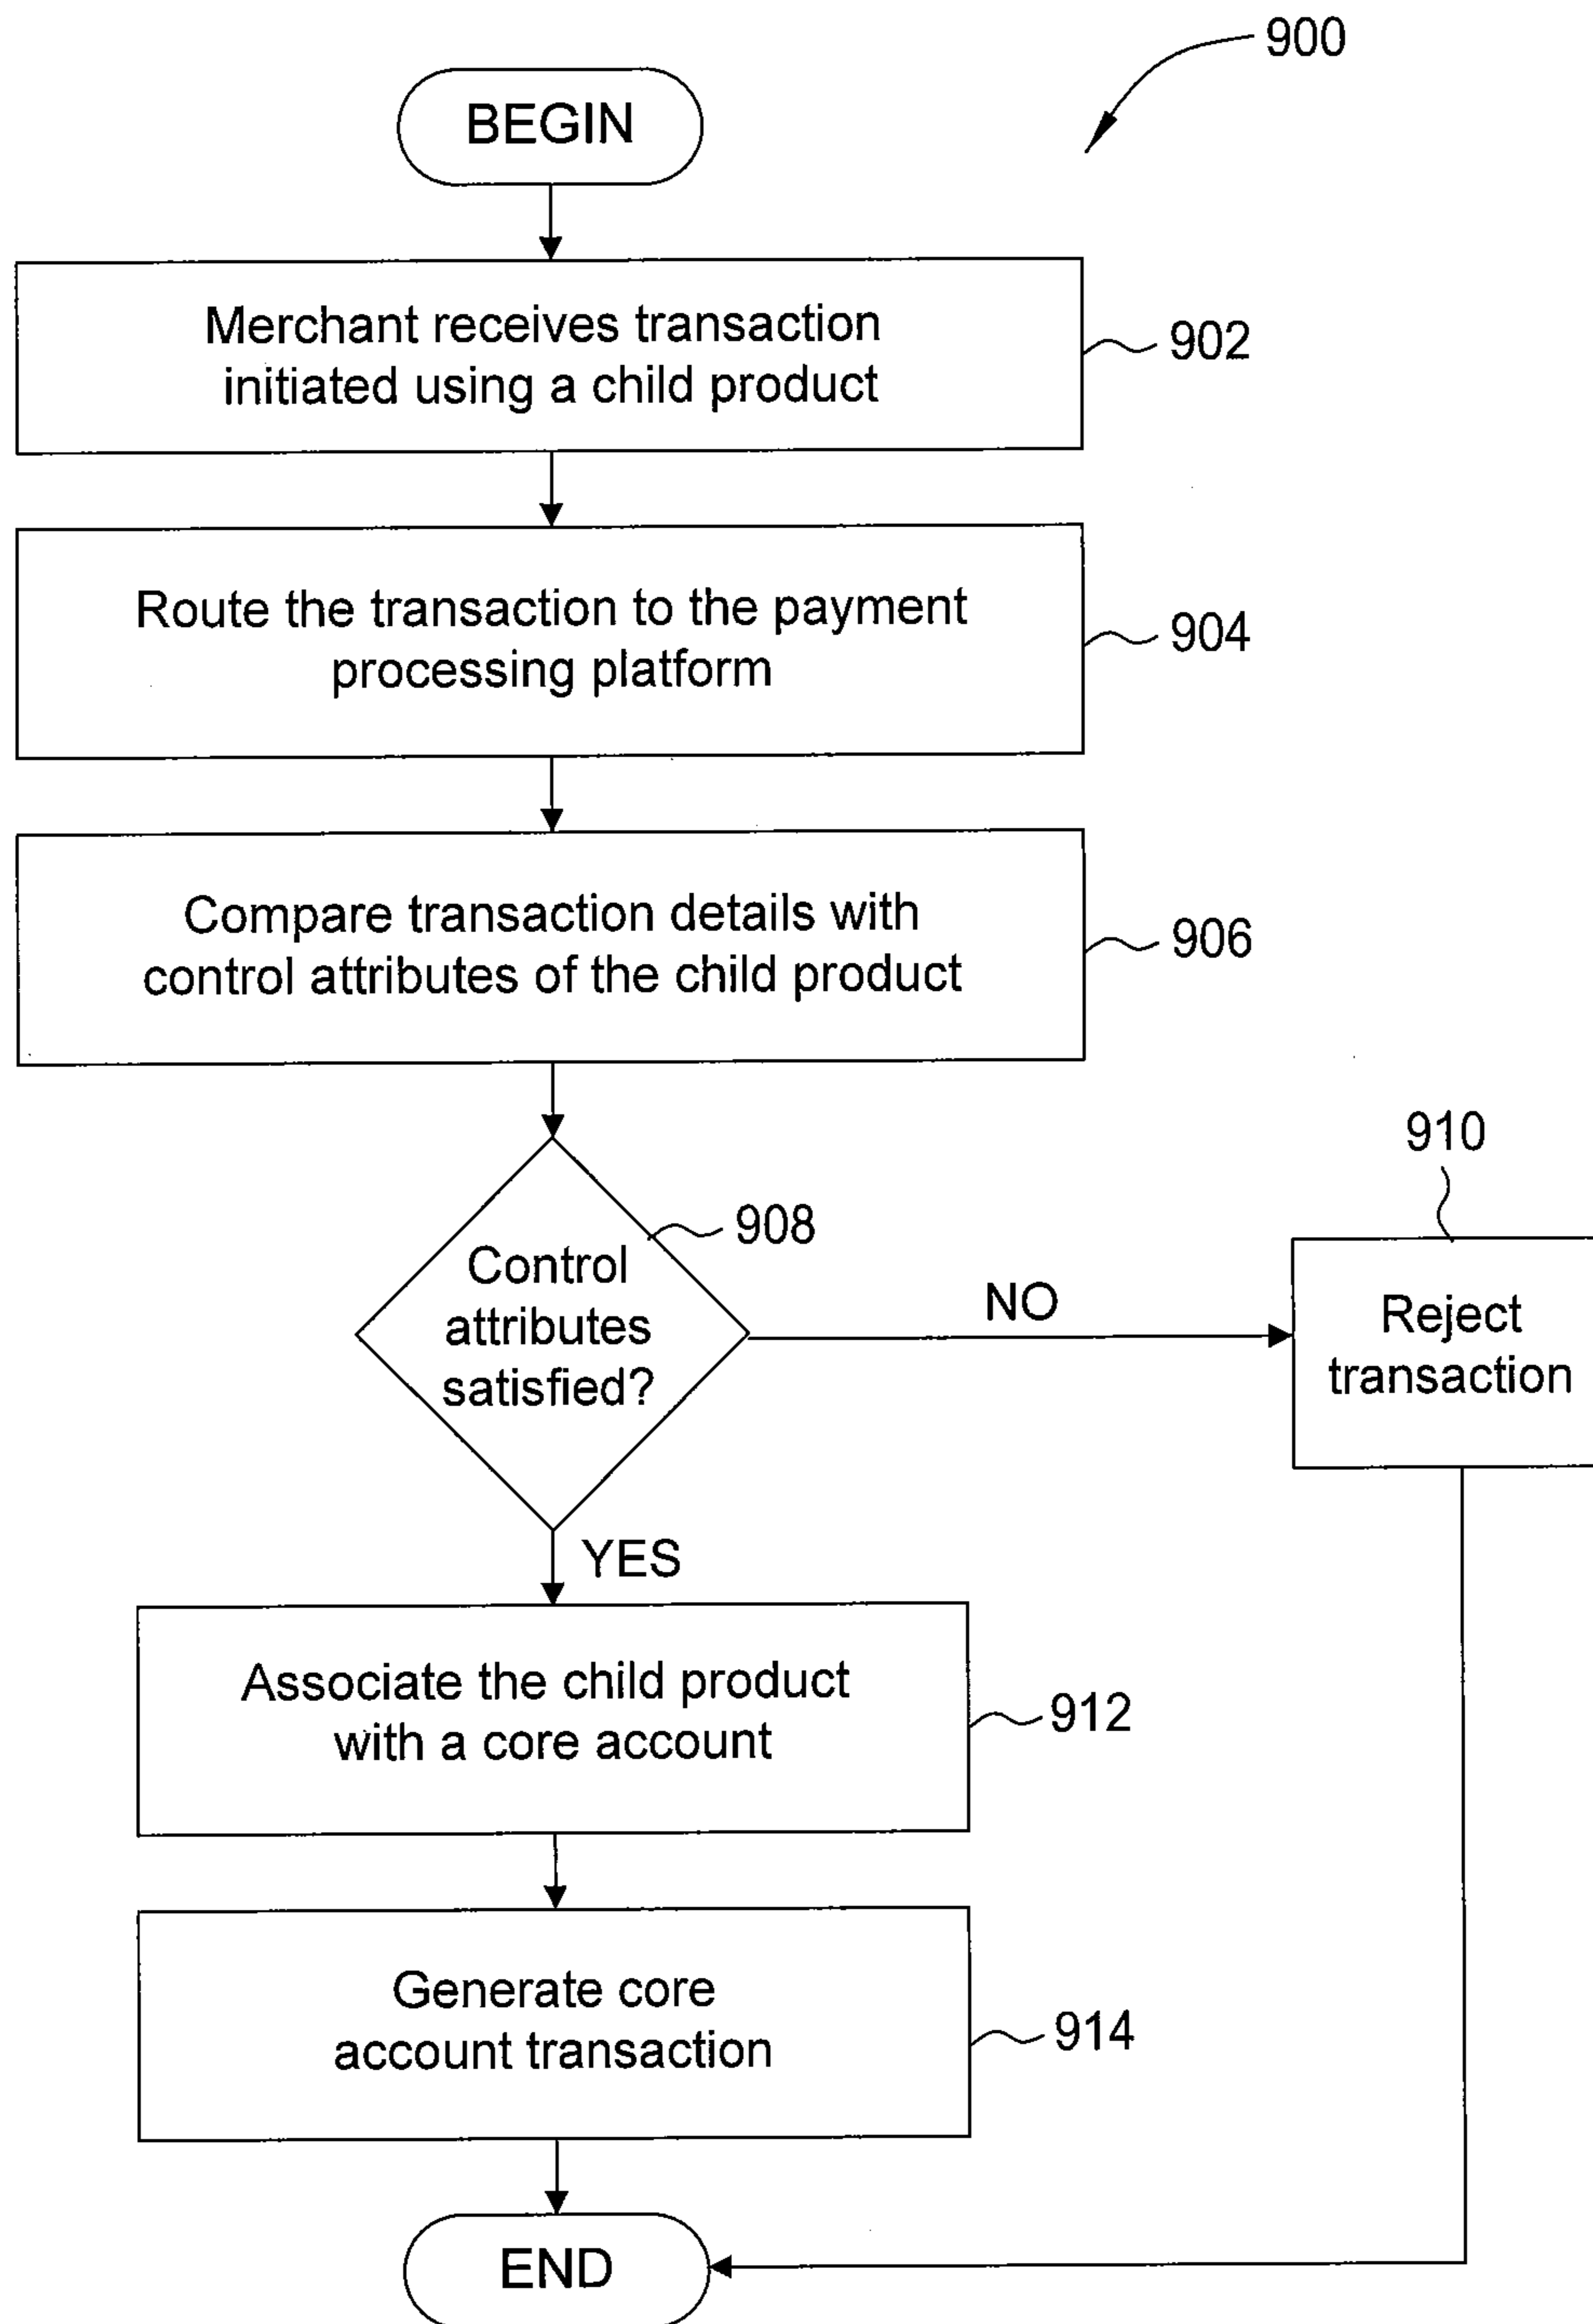 900
BEGIN
Merchant receives transaction
initiated using a child product
902
Route the transaction to the payment
processing platform
904
Compare transaction details with
control attributes of the child product
906
Control
attributes
satisfied?
908
NO
910
Reject
transaction
YES
Associate the child product
with a core account
912
Generate core
account transaction
914
END